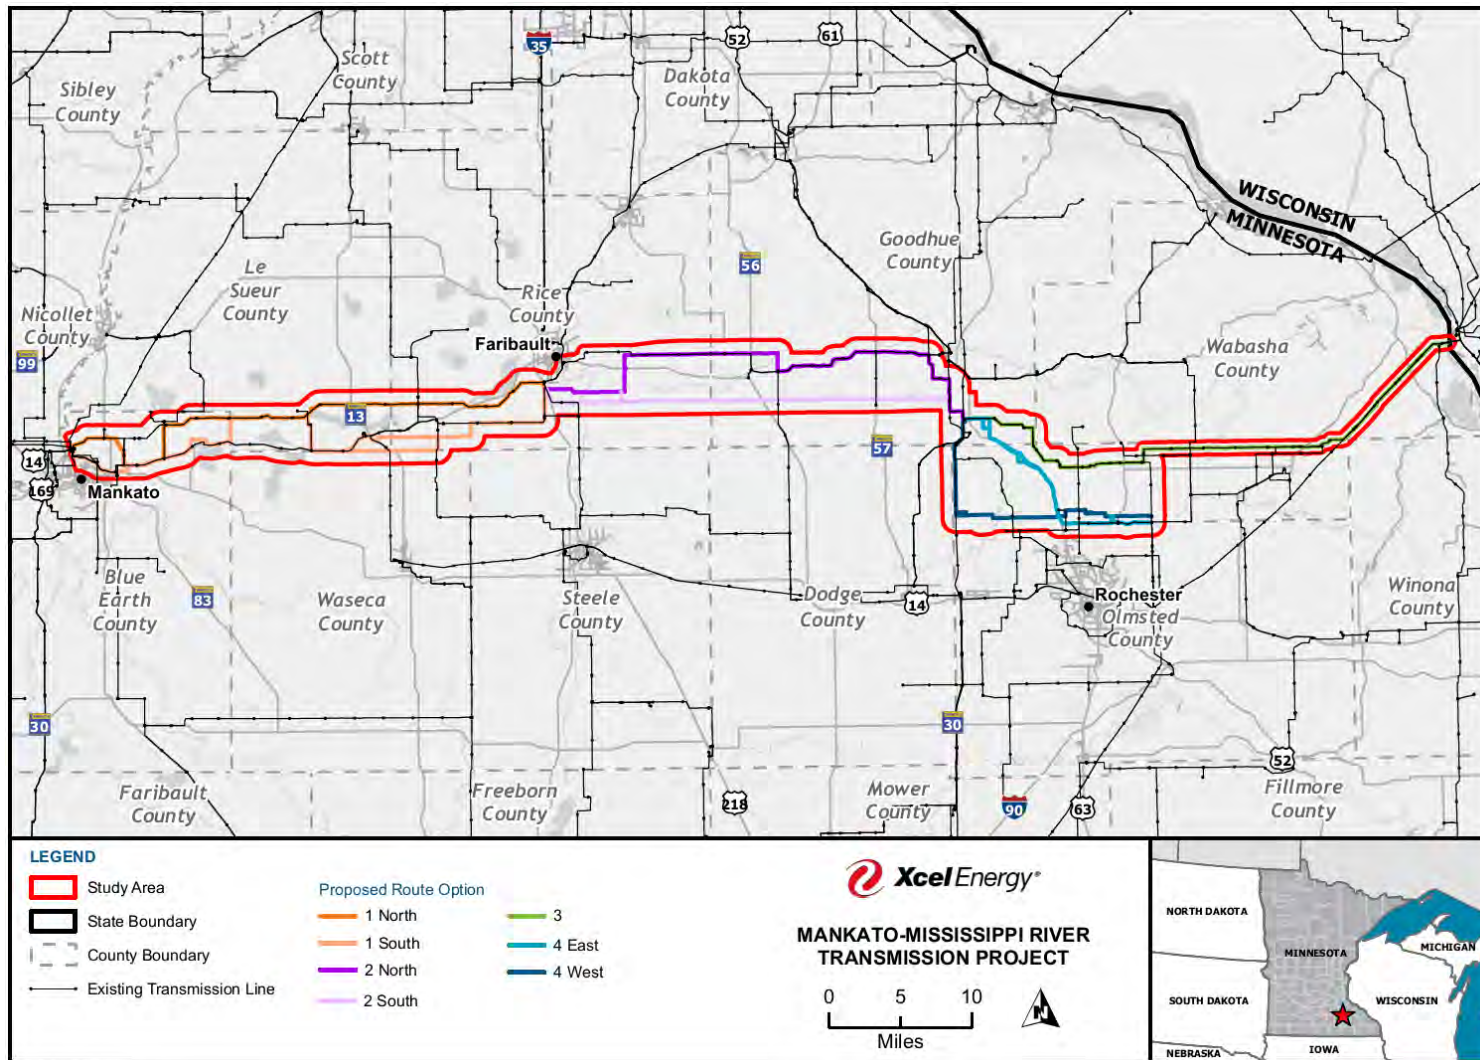 35
52
61
Scott
County
Dakota
County
Sibley
County
WISCONSIN
MINNESOTA
Goodhue
County
56
Le
Sueur
County
Rice
County
Nicollet
County
Faribault
99
Wabasha
County
13
57
14
169
Mankato
Blue
Earth
County
83
Waseca
County
Steele
County
Dodge
County
14
Rochester
Olmsted
County
Winona
County
30
30
52
Faribault
County
Freeborn
County
218
Mower
County
90
63
Fillmore
County
LEGEND
Study Area
State Boundary
County Boundary
Existing Transmission Line
Proposed Route Option
1 North
1 South
2 North
2 South
3
4 East
4 West
Xcel Energy®
MANKATO-MISSISSIPPI RIVER
TRANSMISSION PROJECT
0 5 10
Miles
N
NORTH DAKOTA
MINNESOTA
MICHIGAN
SOUTH DAKOTA
WISCONSIN
NEBRASKA
IOWA